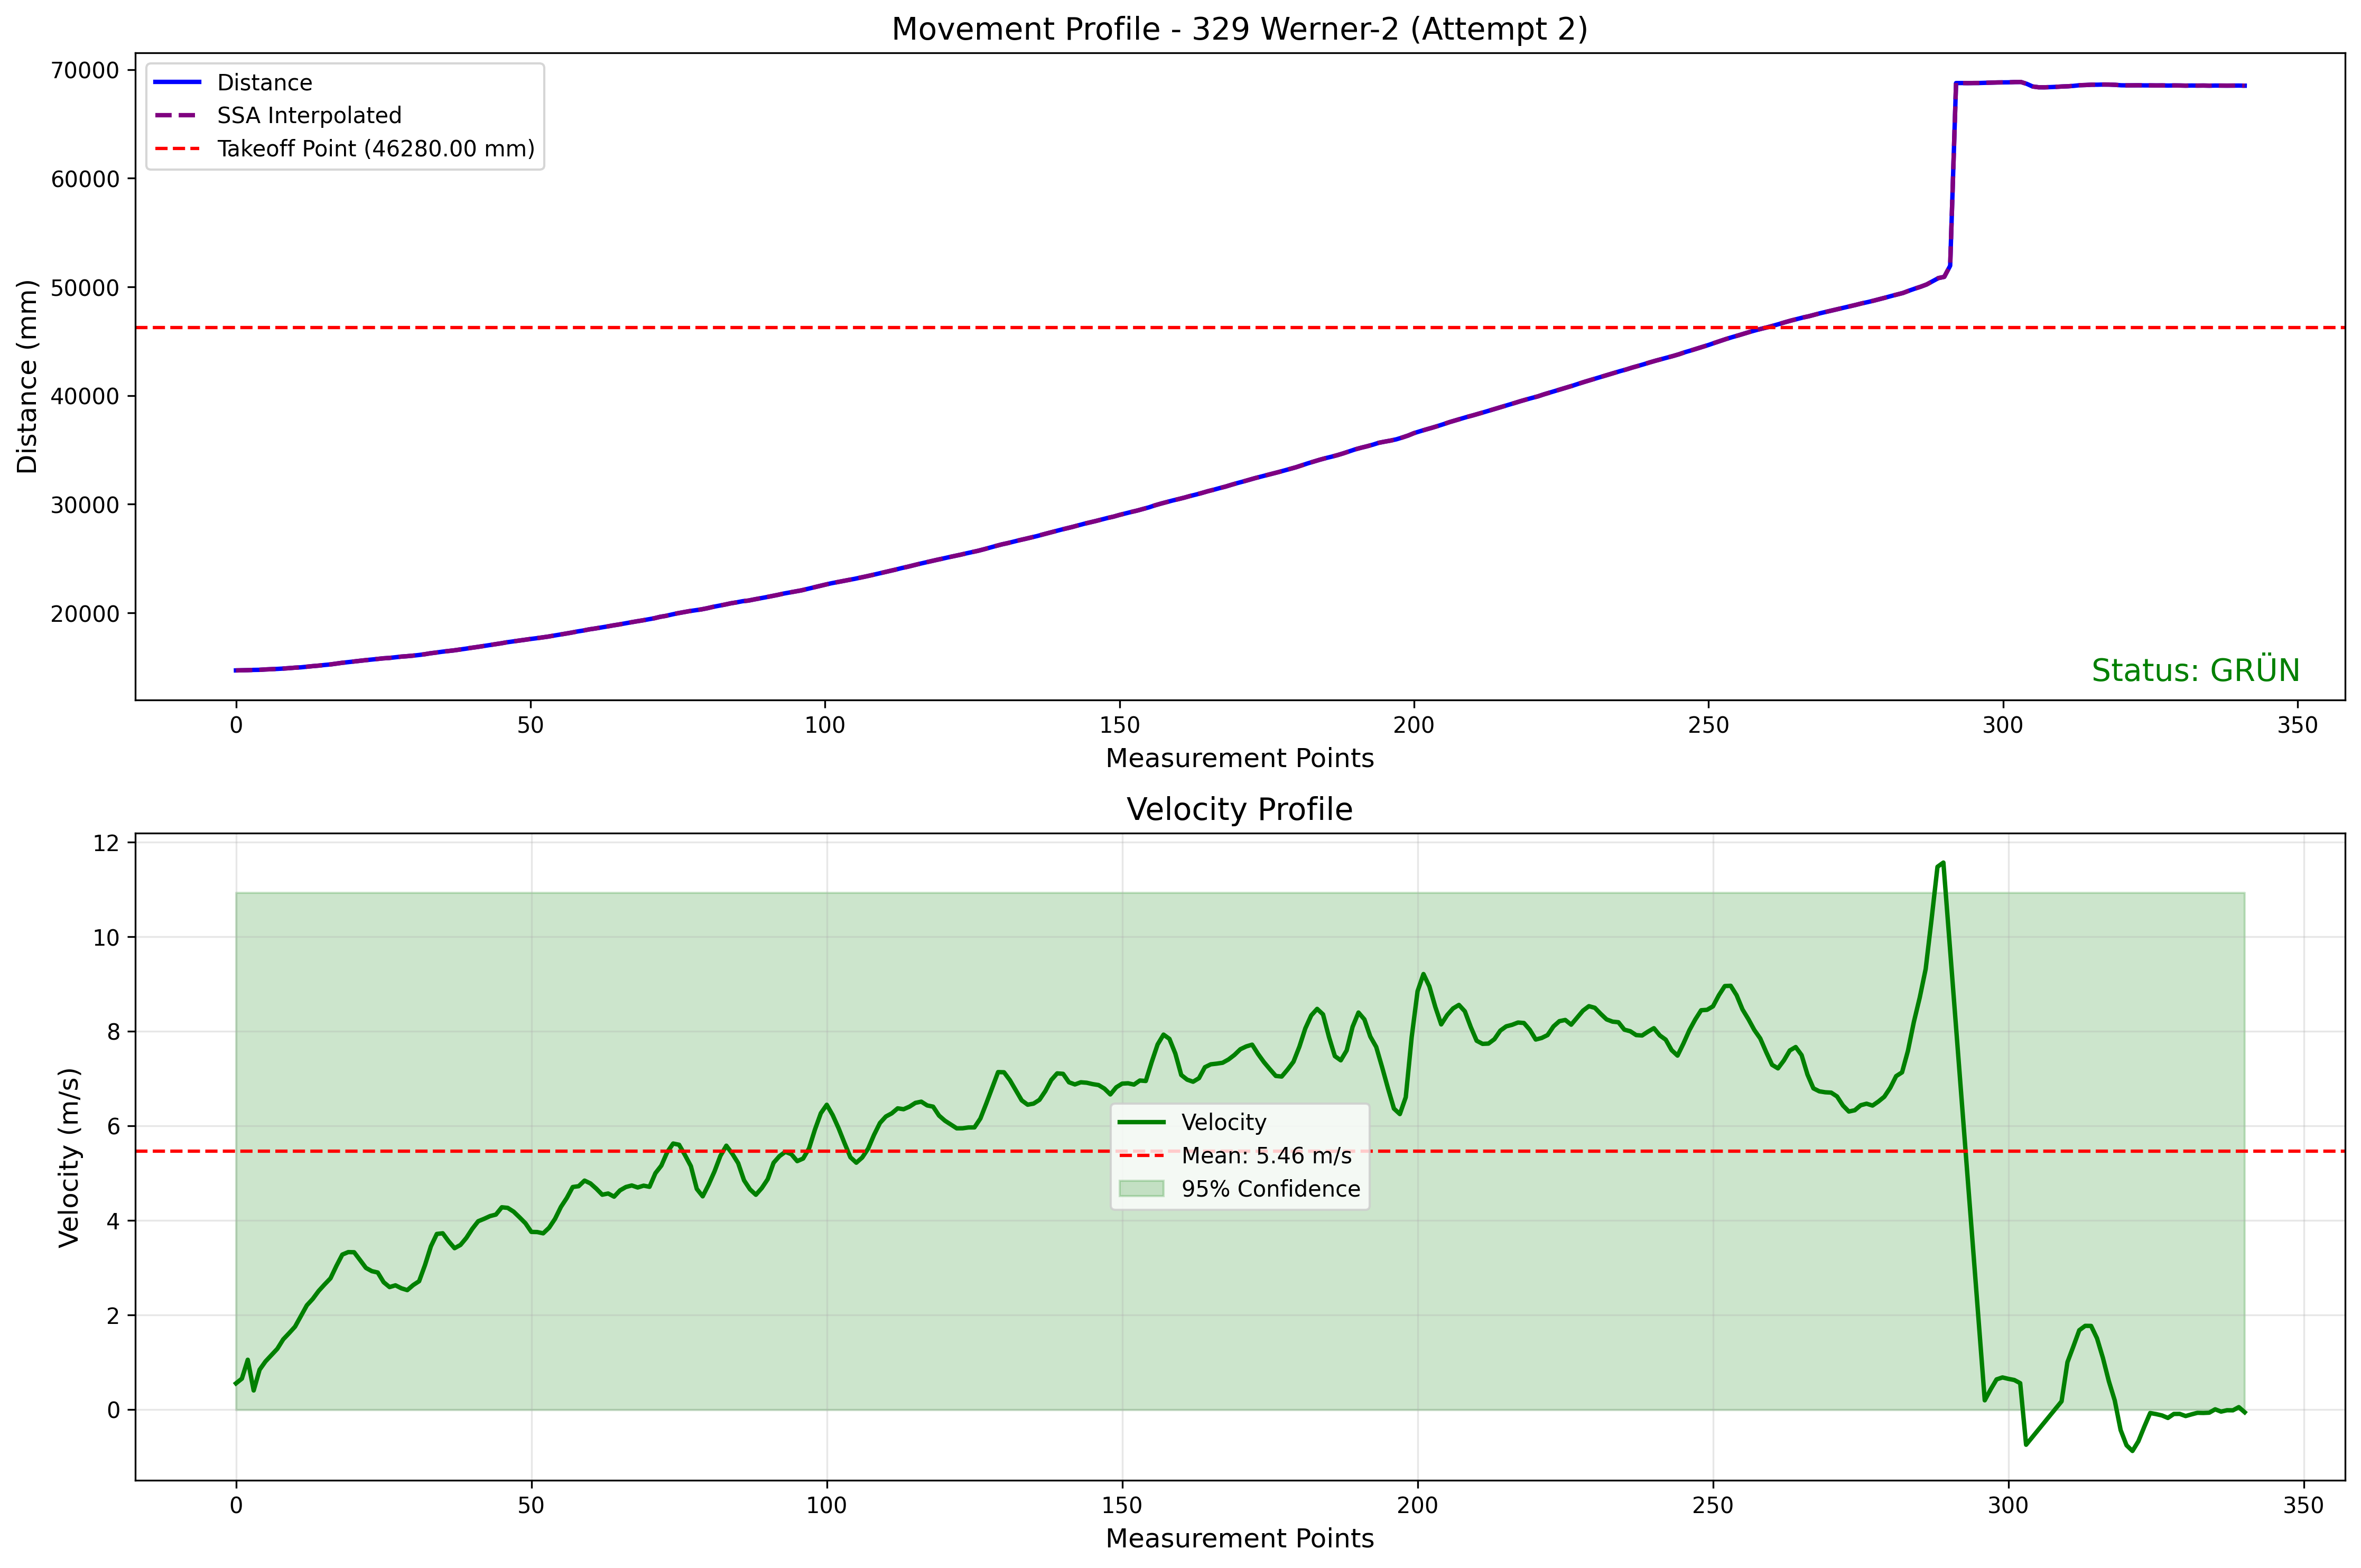 Movement Profile - 329 Werner-2 (Attempt 2)
Distance (mm)
70000
60000
50000
40000
30000
20000
Distance
SSA Interpolated
Takeoff Point (46280.00 mm)
Status: GRÜN
0 50 100 150 200 250 300 350
Measurement Points
Velocity Profile
Velocity (m/s)
12
10
8
6
4
2
0
Velocity
Mean: 5.46 m/s
95% Confidence
0 50 100 150 200 250 300 350
Measurement Points